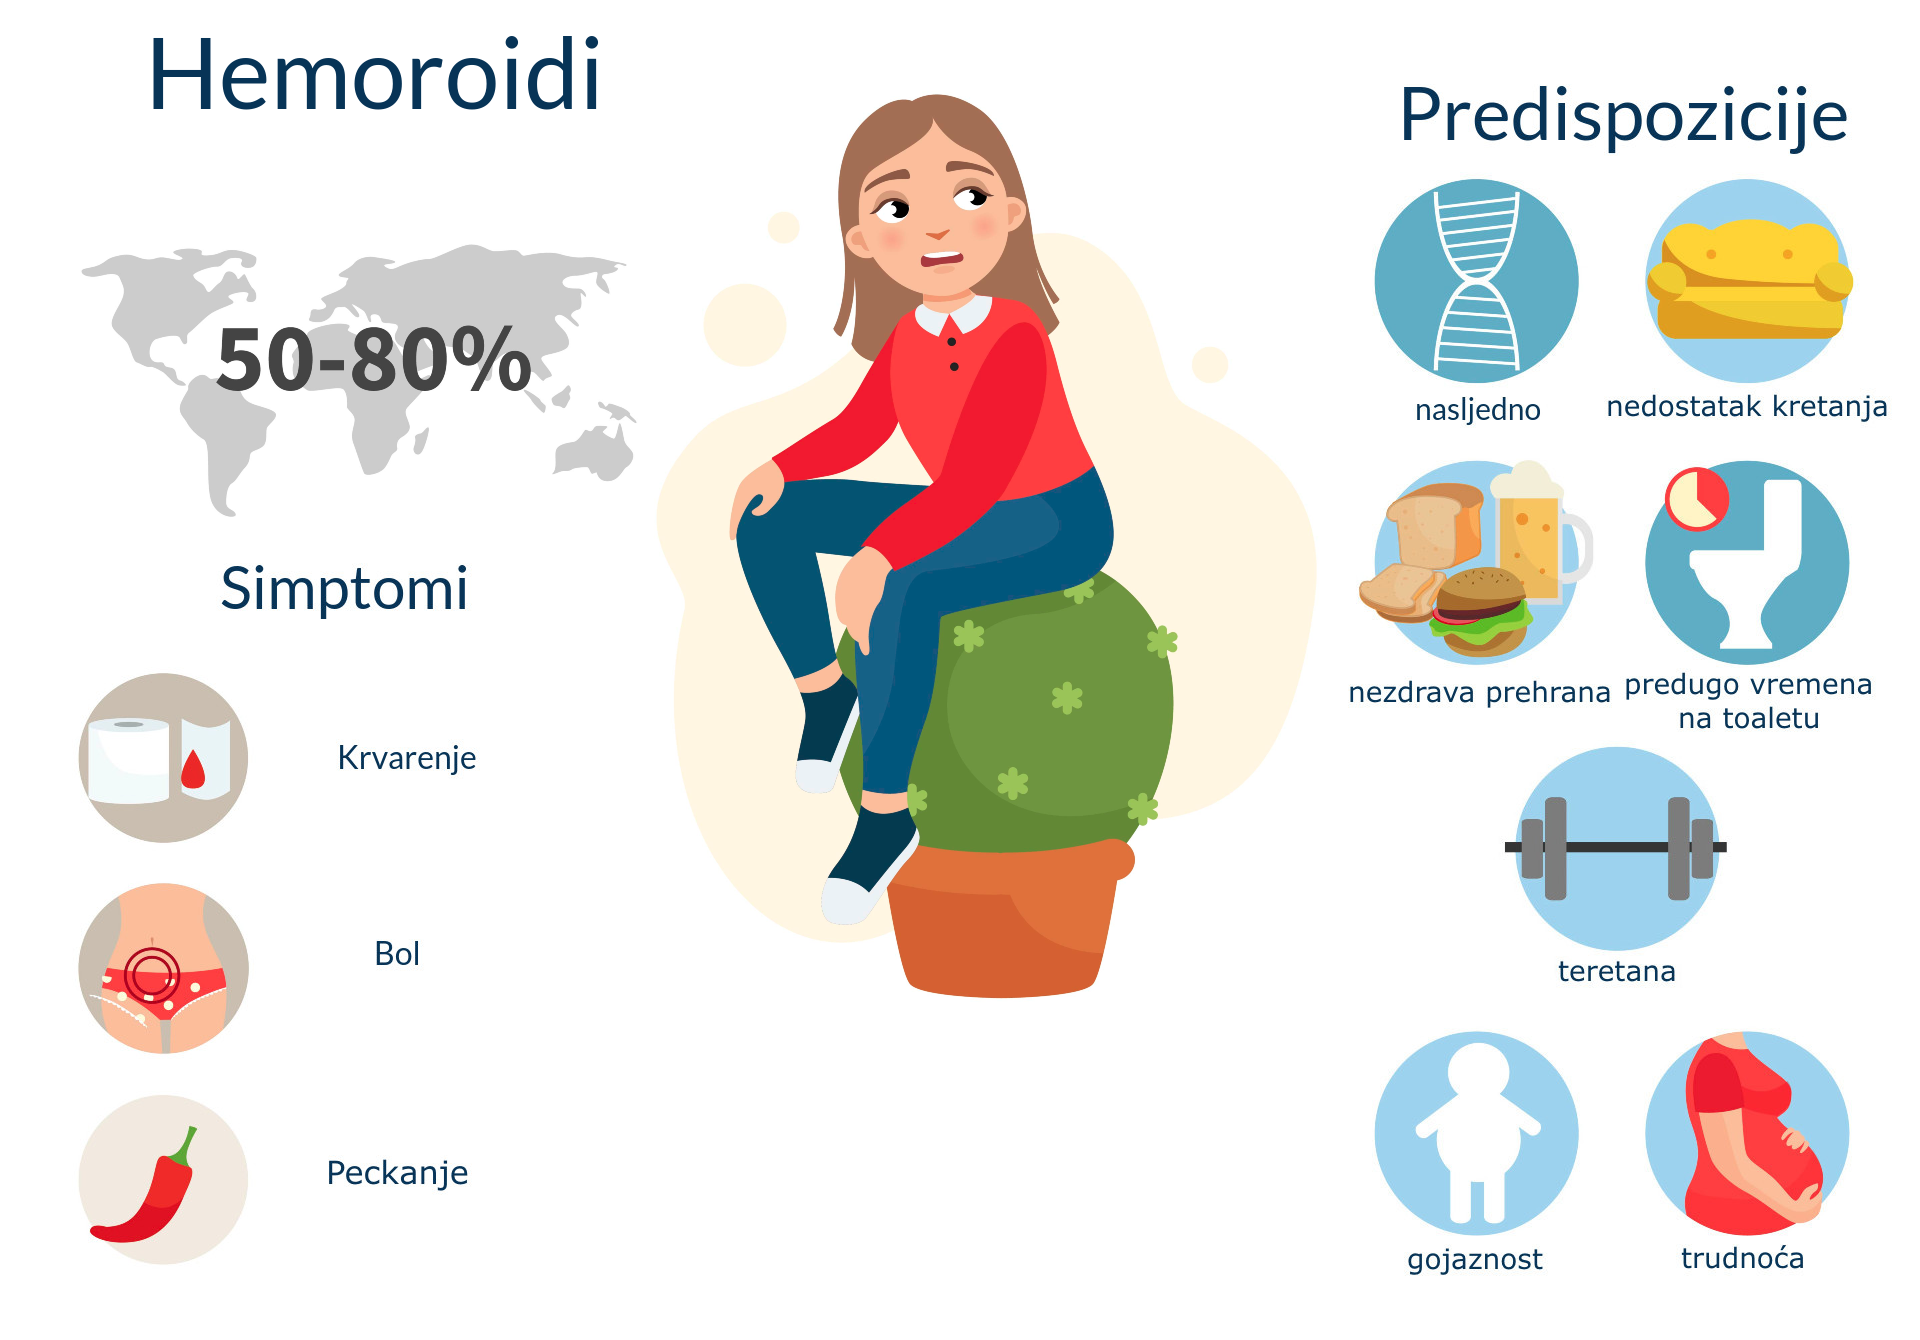 Hemoroidi
50-80%
Simptomi
Krvarenje
Bol
Peckanje
Predispozicije
nasljedno
nedostatak kretanja
nezdrava prehrana
predugo vremena
na toaletu
teretana
gojaznost
trudnoća